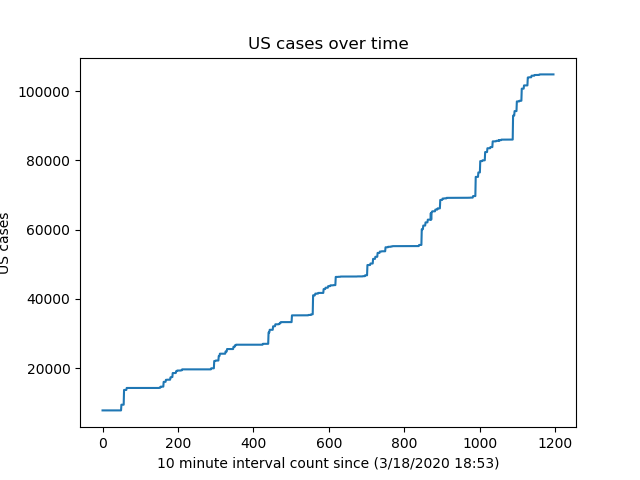 US cases over time
US cases
100000
80000
60000
40000
20000
0 200 400 600 800 1000 1200
10 minute interval count since (3/18/2020 18:53)